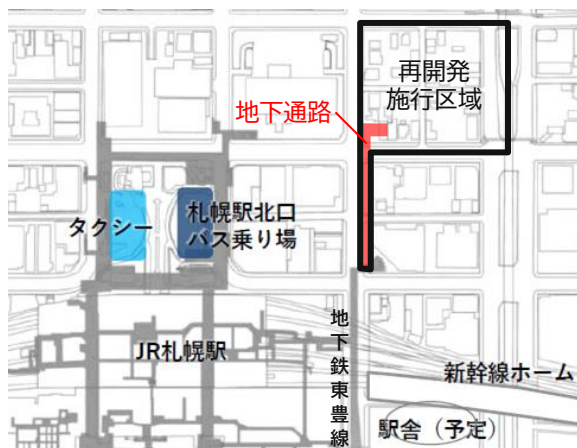 再開発
施行区域
地下通路
タクシー
札幌駅北口
バス乗り場
JR札幌駅
地下鉄東豊線
新幹線ホーム
駅舎（予定）